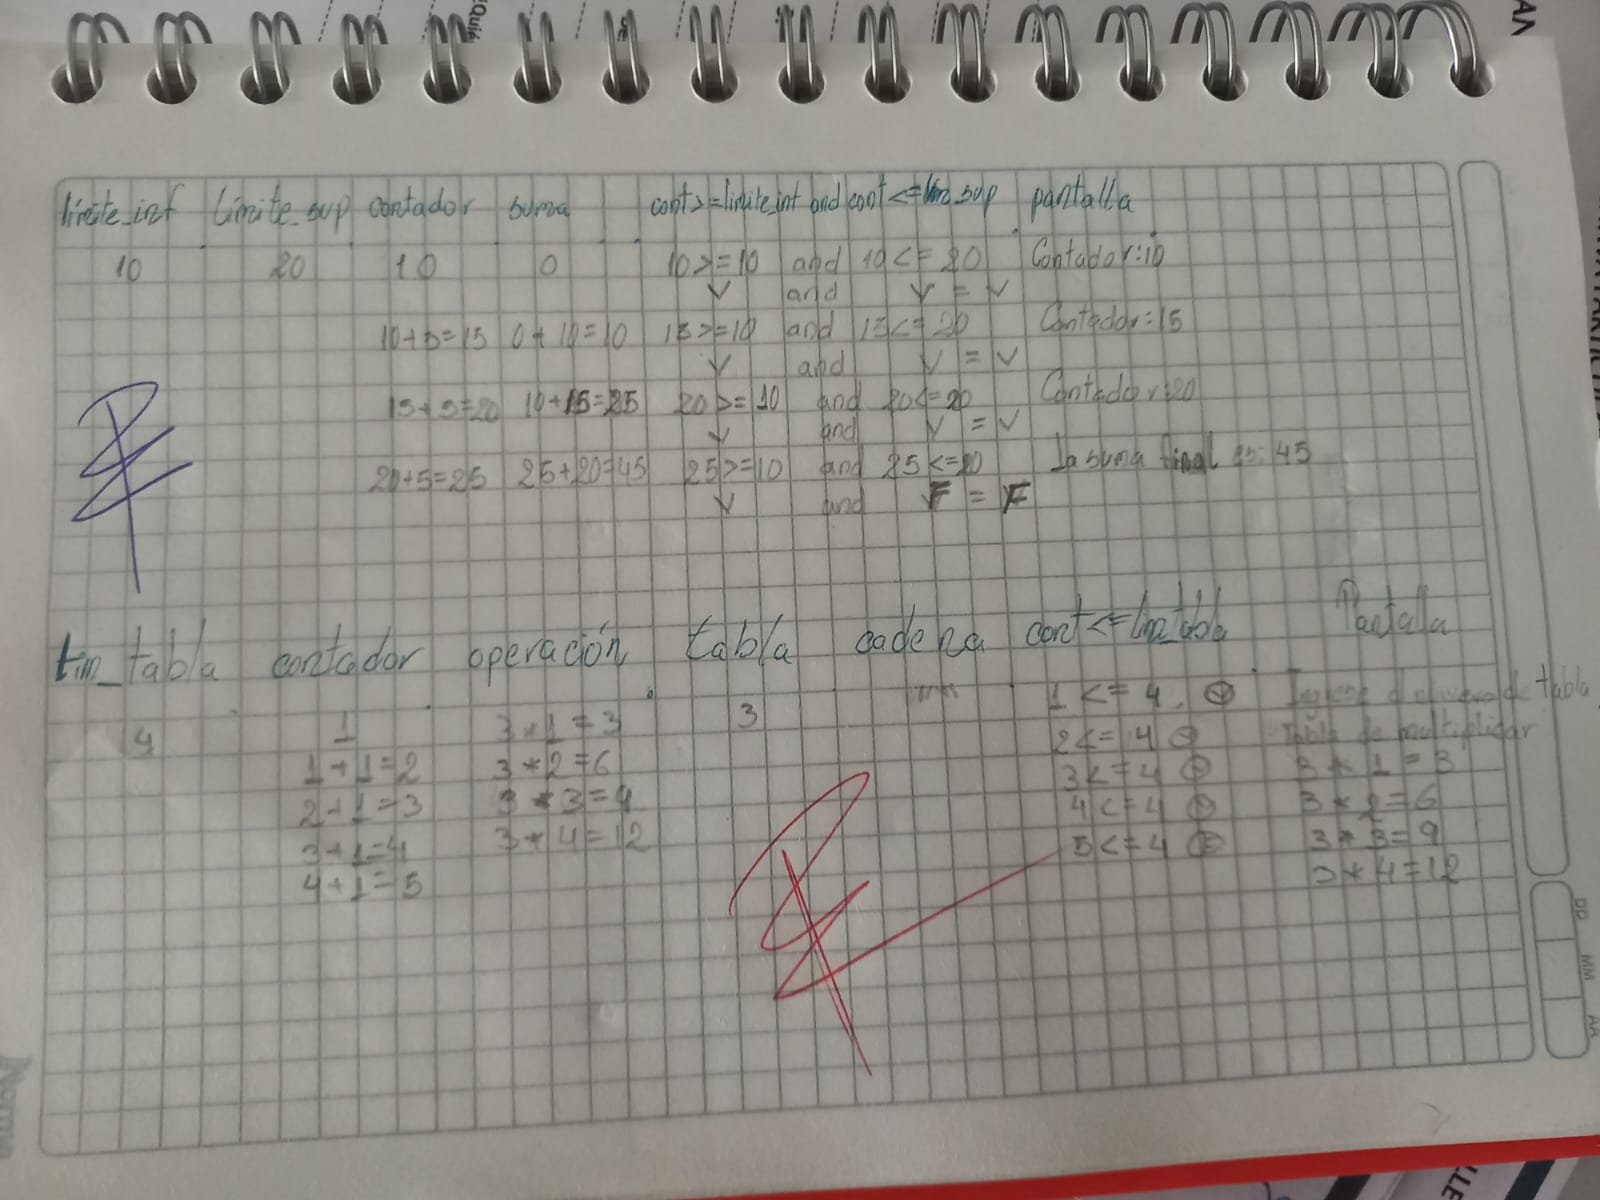 limite_inf limite_sup contador suma cont>=limite_inf and cont<=lim_sup pantalla
10 20 10 0 10>=10 and 10<=20 Contador:10
V and V = V
10+5=15 0+10=10 15>=10 and 15<=20 Contador:15
V and V = V
15+5=20 10+15=25 20>=10 and 20<=20 Contador:20
V and V = V
20+5=25 25+20=45 25>=10 and 25<=20 la suma final es: 45
V and F = F
Lim_tabla contador operación tabla cadena cont<=lim_tabla Pantalla
4 1 3*1=3 3 "" 1<=4 V Ingrese el numero de tabla
1+1=2 3*2=6 2<=4 Tabla de multiplicar
2+1=3 3*3=9 3<=4 3*1=3
3+1=4 3*4=12 4<=4 3*2=6
4+1=5 5<=4 F 3*3=9
3*4=12
DD
MM
AA
Norma